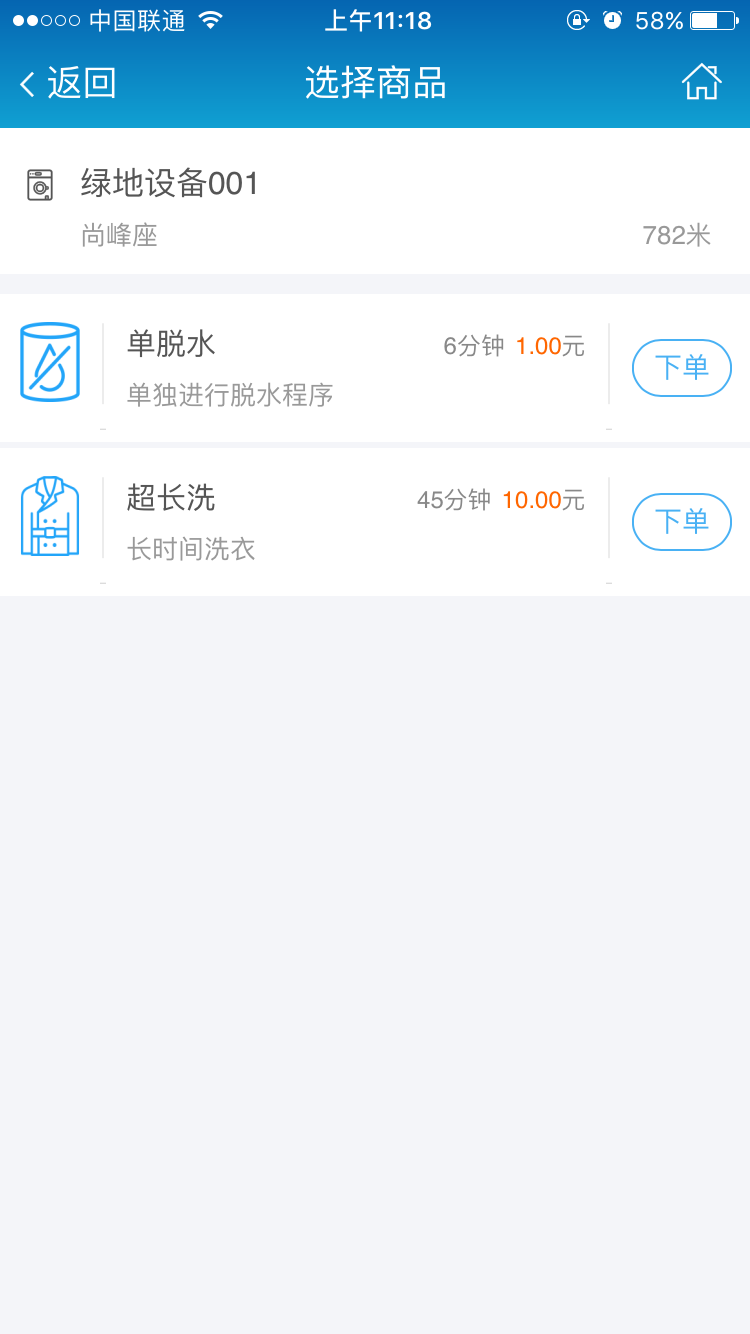 中国联通 上午11:18 58%
返回 选择商品
绿地设备001
尚峰座 782米
单脱水 6分钟 1.00元 下单
单独进行脱水程序
超长洗 45分钟 10.00元 下单
长时间洗衣